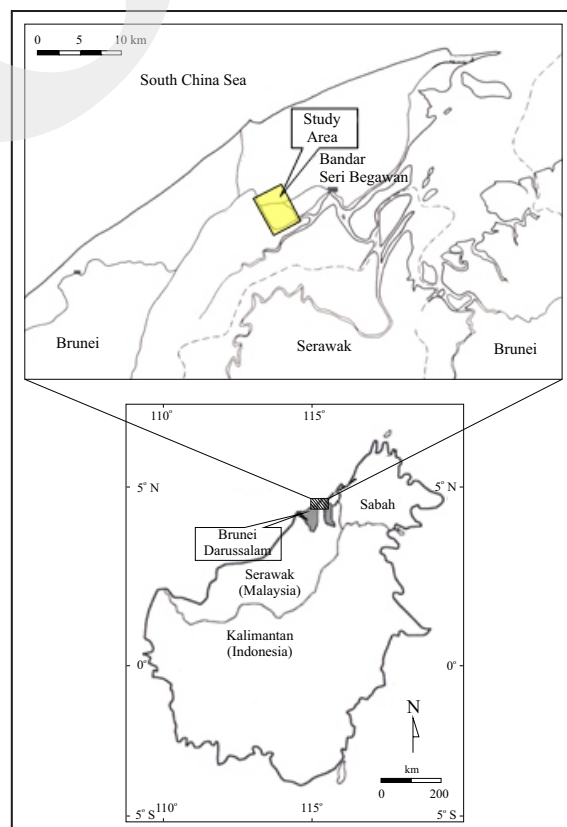 0 5 10 km
South China Sea
Study
Area
Bandar
Seri Begawan
Brunei
Serawak
Brunei
110° 115°
5° N
Sabah
Brunei
Darussalam
Serawak
(Malaysia)
Kalimantan
(Indonesia)
0° 0°
N
km
0 200
5° S 5° S
110° 115°